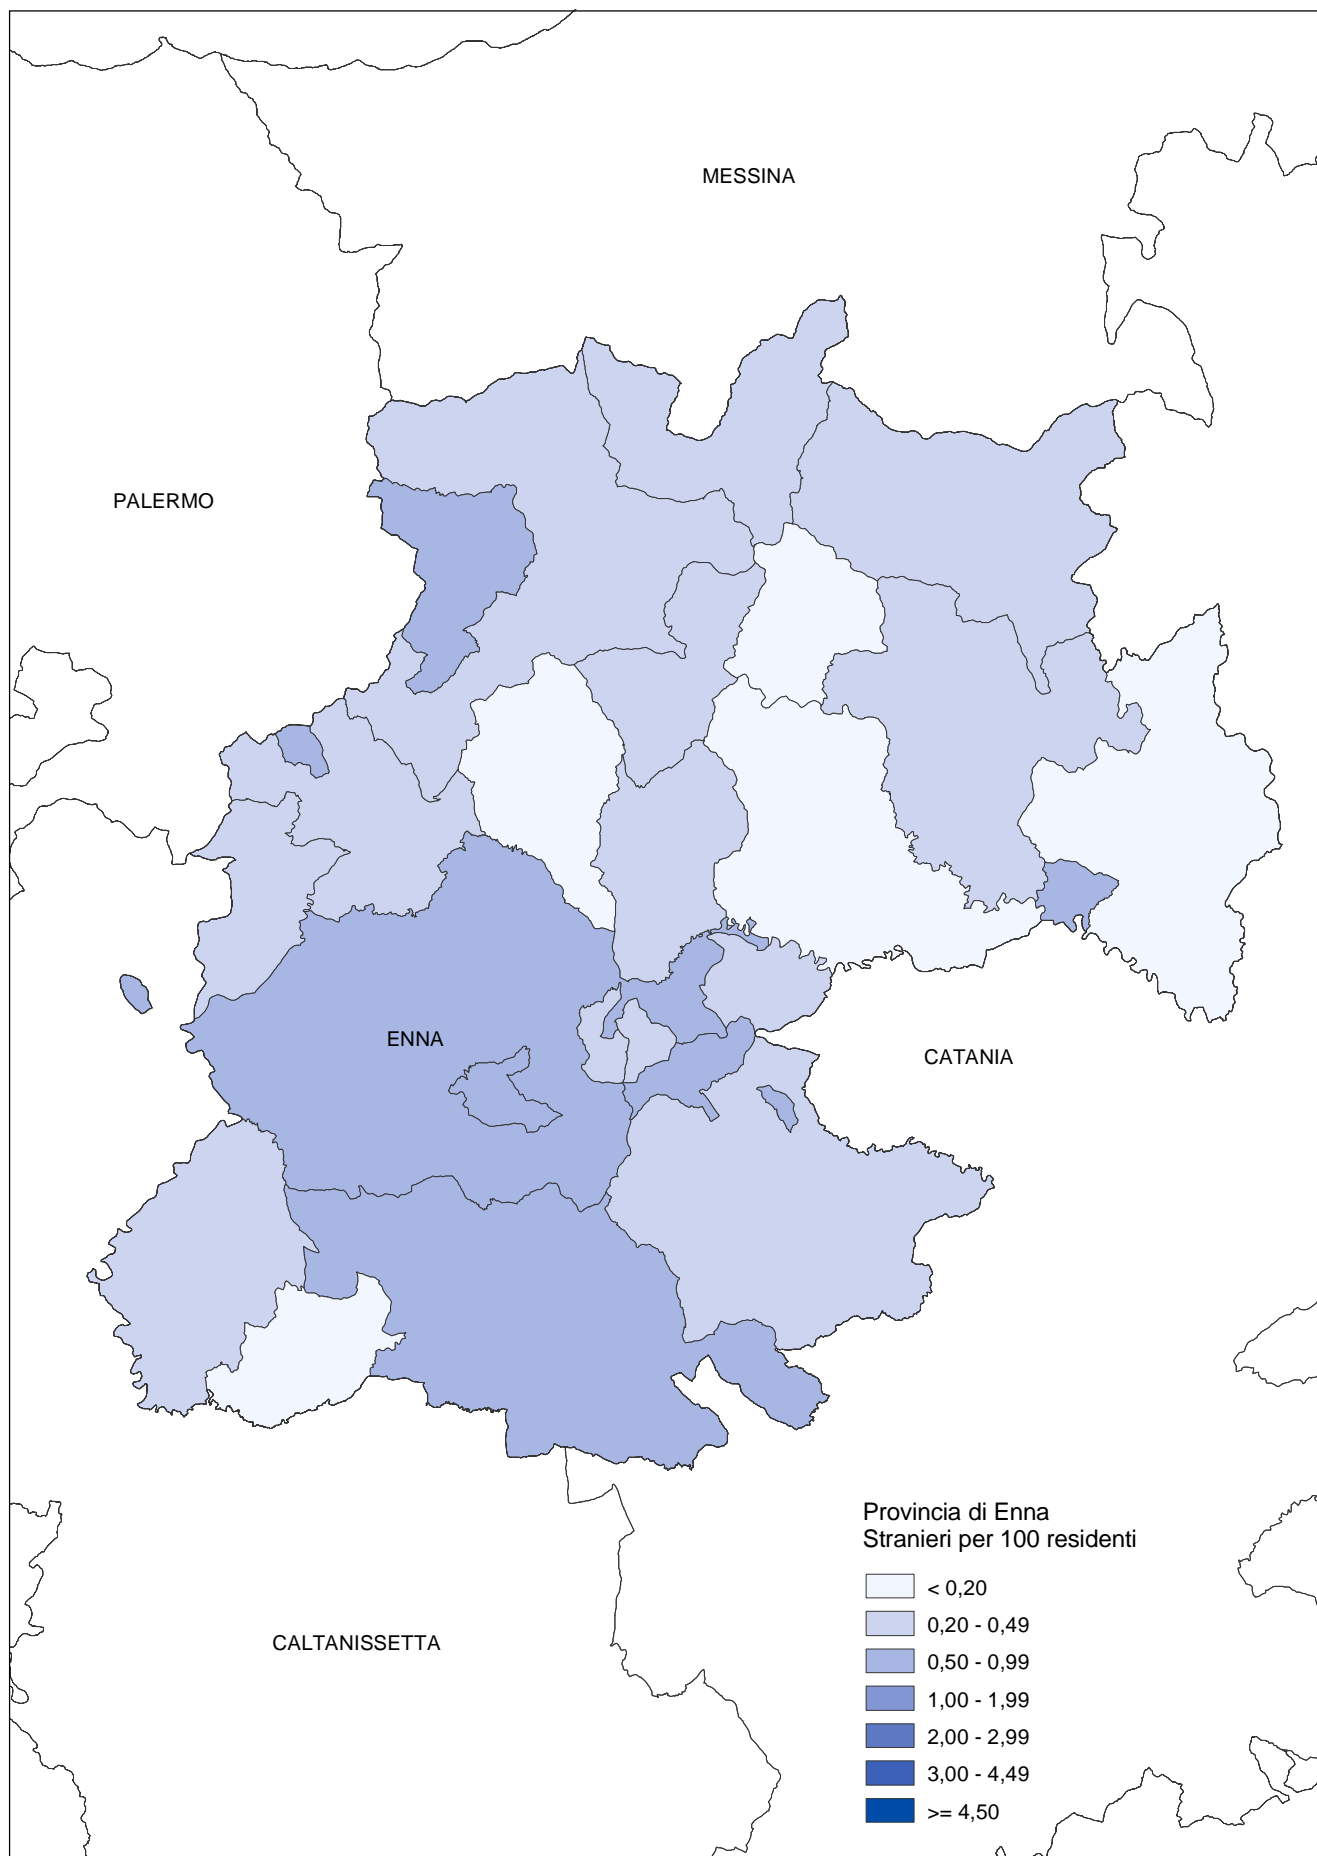 MESSINA
PALERMO
ENNA
CATANIA
CALTANISSETTA
Provincia di Enna
Stranieri per 100 residenti
< 0,20
0,20 - 0,49
0,50 - 0,99
1,00 - 1,99
2,00 - 2,99
3,00 - 4,49
>= 4,50